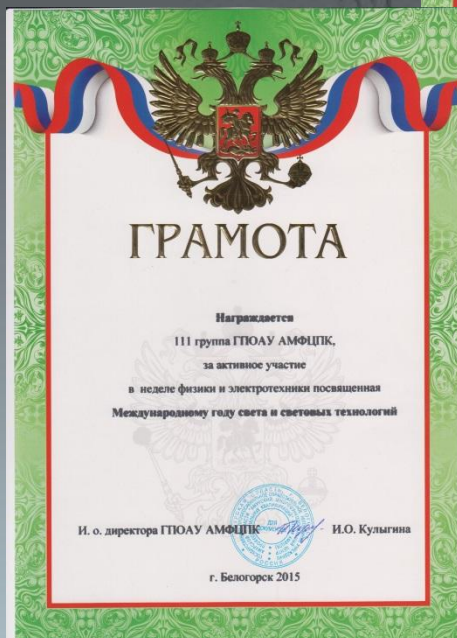 ГРАМОТА
Награждается
111 группа ГПОАУ АМФЦПК,
за активное участие
в неделе физики и электротехники посвященная
Международному году света и световых технологий
И. о. директора ГПОАУ АМФЦПК И.О. Кулыгина
г. Белогорск 2015